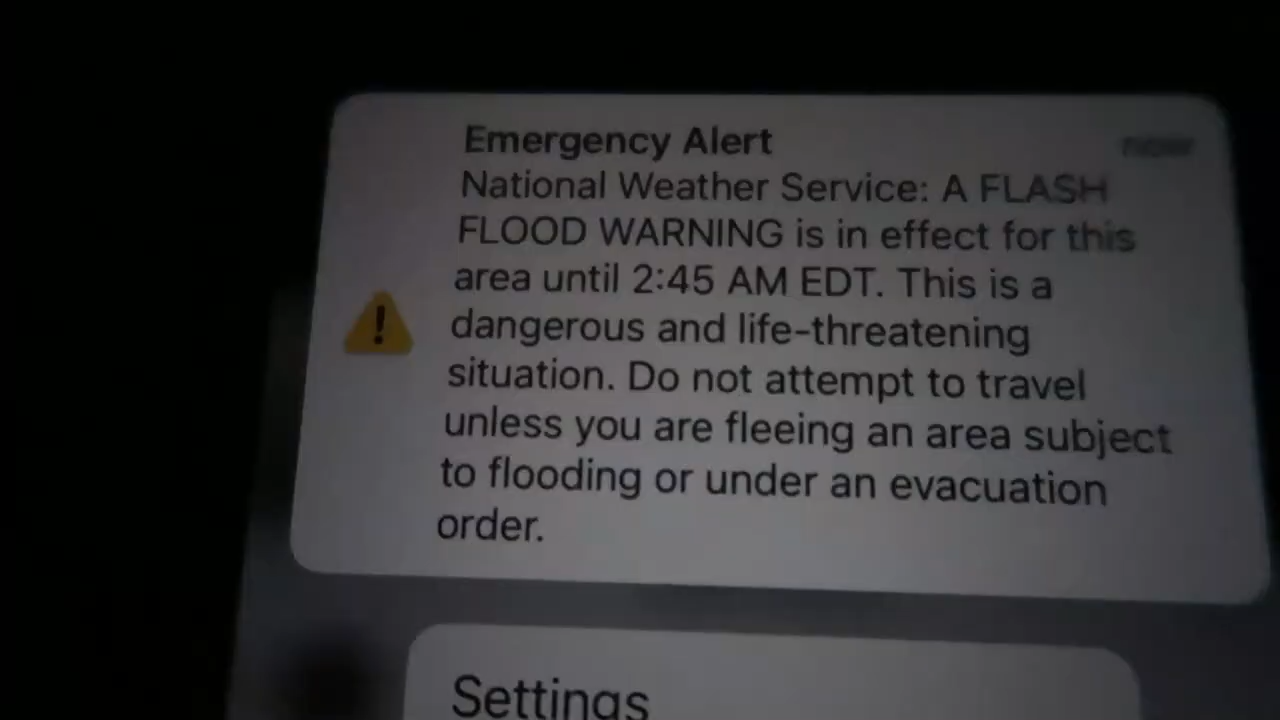 Emergency Alert
now
National Weather Service: A FLASH
FLOOD WARNING is in effect for this
area until 2:45 AM EDT. This is a
dangerous and life-threatening
situation. Do not attempt to travel
unless you are fleeing an area subject
to flooding or under an evacuation
order.
Settings